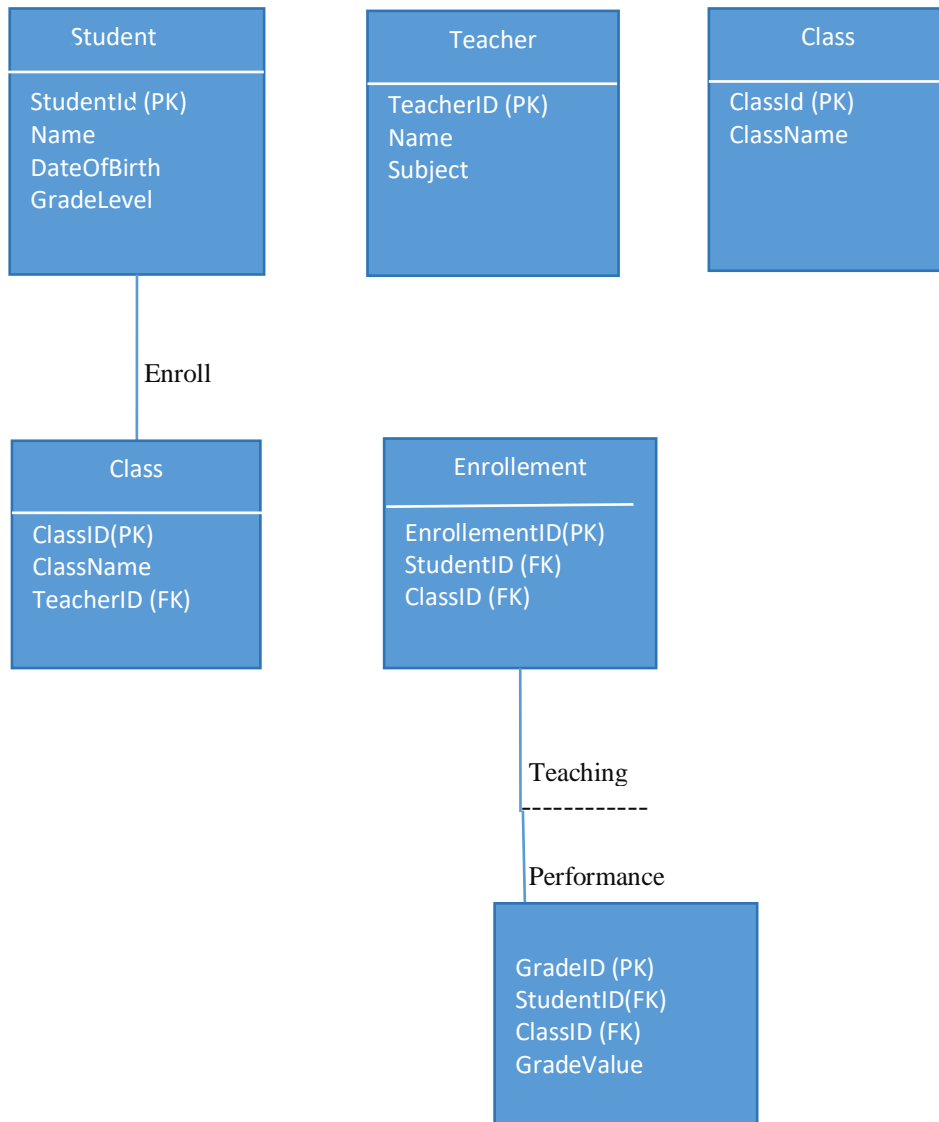 Student
StudentId (PK)
Name
DateOfBirth
GradeLevel
Teacher
TeacherID (PK)
Name
Subject
Class
ClassId (PK)
ClassName
Enroll
Class
ClassID(PK)
ClassName
TeacherID (FK)
Enrollement
EnrollementID(PK)
StudentID (FK)
ClassID (FK)
Teaching
------------
Performance
GradeID (PK)
StudentID(FK)
ClassID (FK)
GradeValue